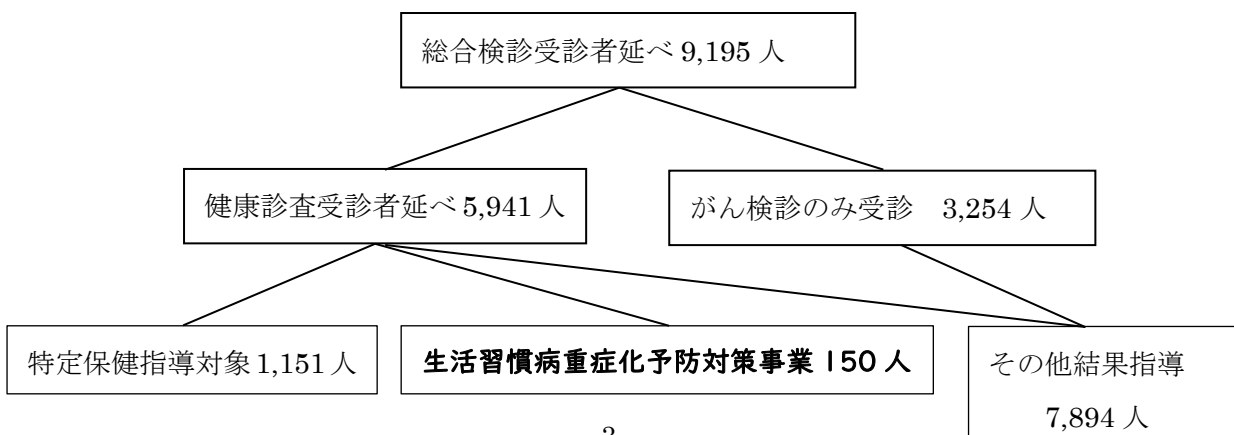 総合検診受診者延べ 9,195 人
健康診査受診者延べ 5,941 人
がん検診のみ受診　3,254 人
特定保健指導対象 1,151 人
生活習慣病重症化予防対策事業 150 人
その他結果指導
7,894 人